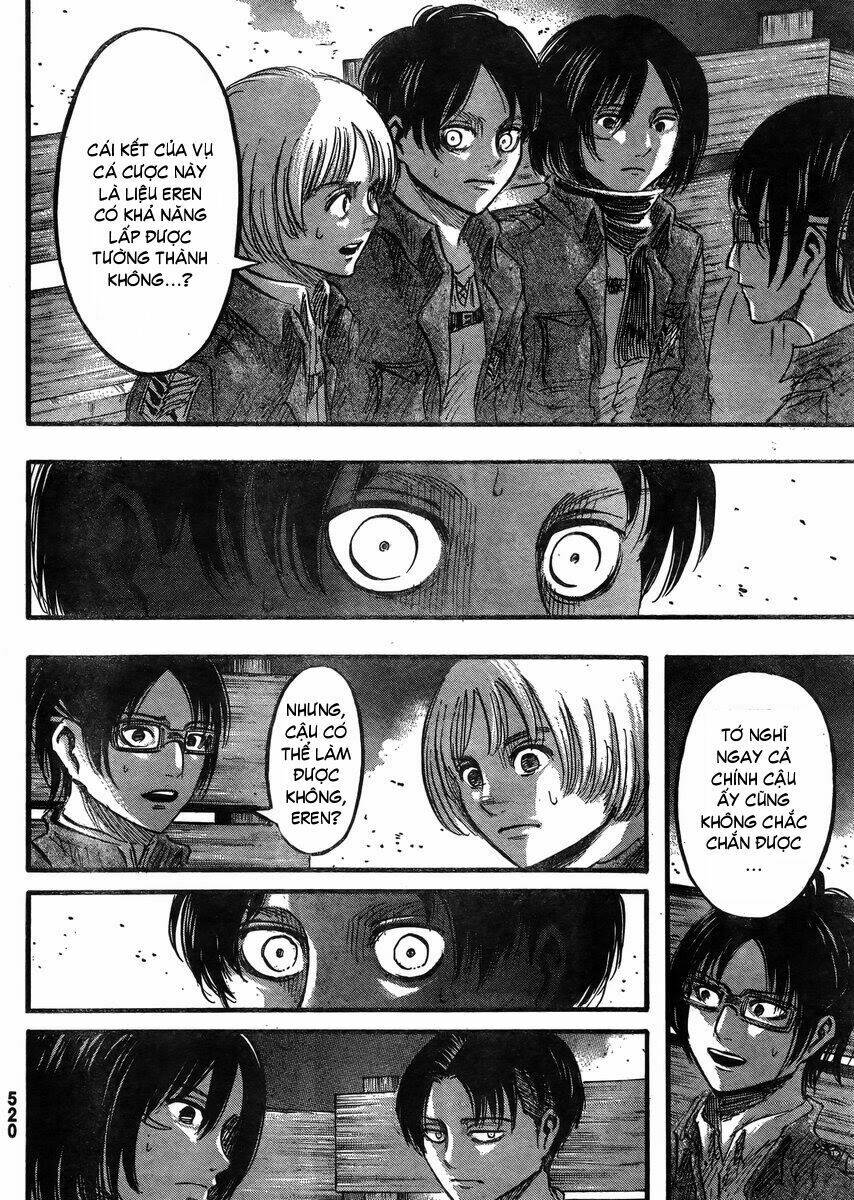 CÁI KẾT CỦA VỤ
CÁ CƯỢC NÀY
LÀ LIỆU EREN
CÓ KHẢ NĂNG
LẤP ĐƯỢC
TƯỜNG THÀNH
KHÔNG...?
TỚ NGHĨ
NGAY CẢ
CHÍNH CẬU
ẤY CŨNG
KHÔNG CHẮC
CHẮN ĐƯỢC
...
NHƯNG,
CẬU CÓ
THỂ LÀM
ĐƯỢC
KHÔNG,
EREN?
520